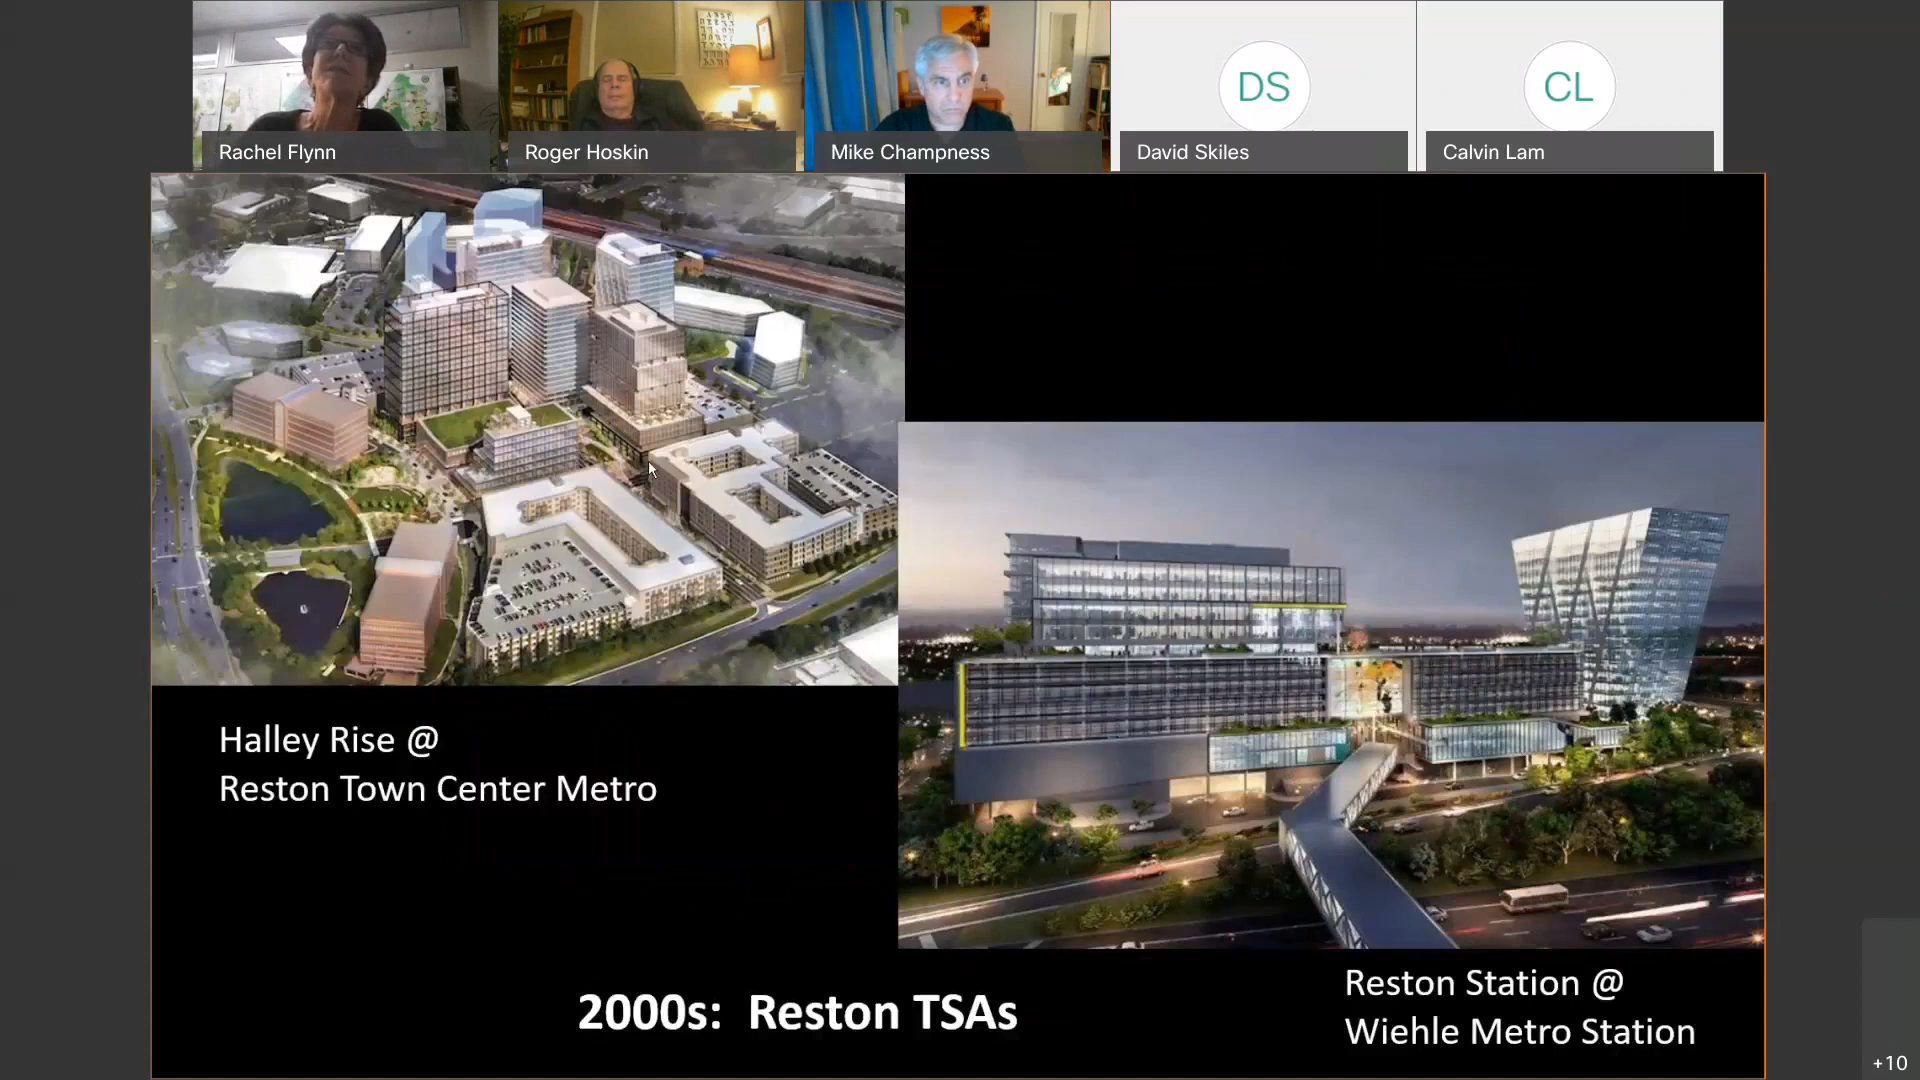 Rachel Flynn
Roger Hoskin
Mike Champness
DS
David Skiles
CL
Calvin Lam
Halley Rise @
Reston Town Center Metro
2000s: Reston TSAs
Reston Station @
Wiehle Metro Station
+10